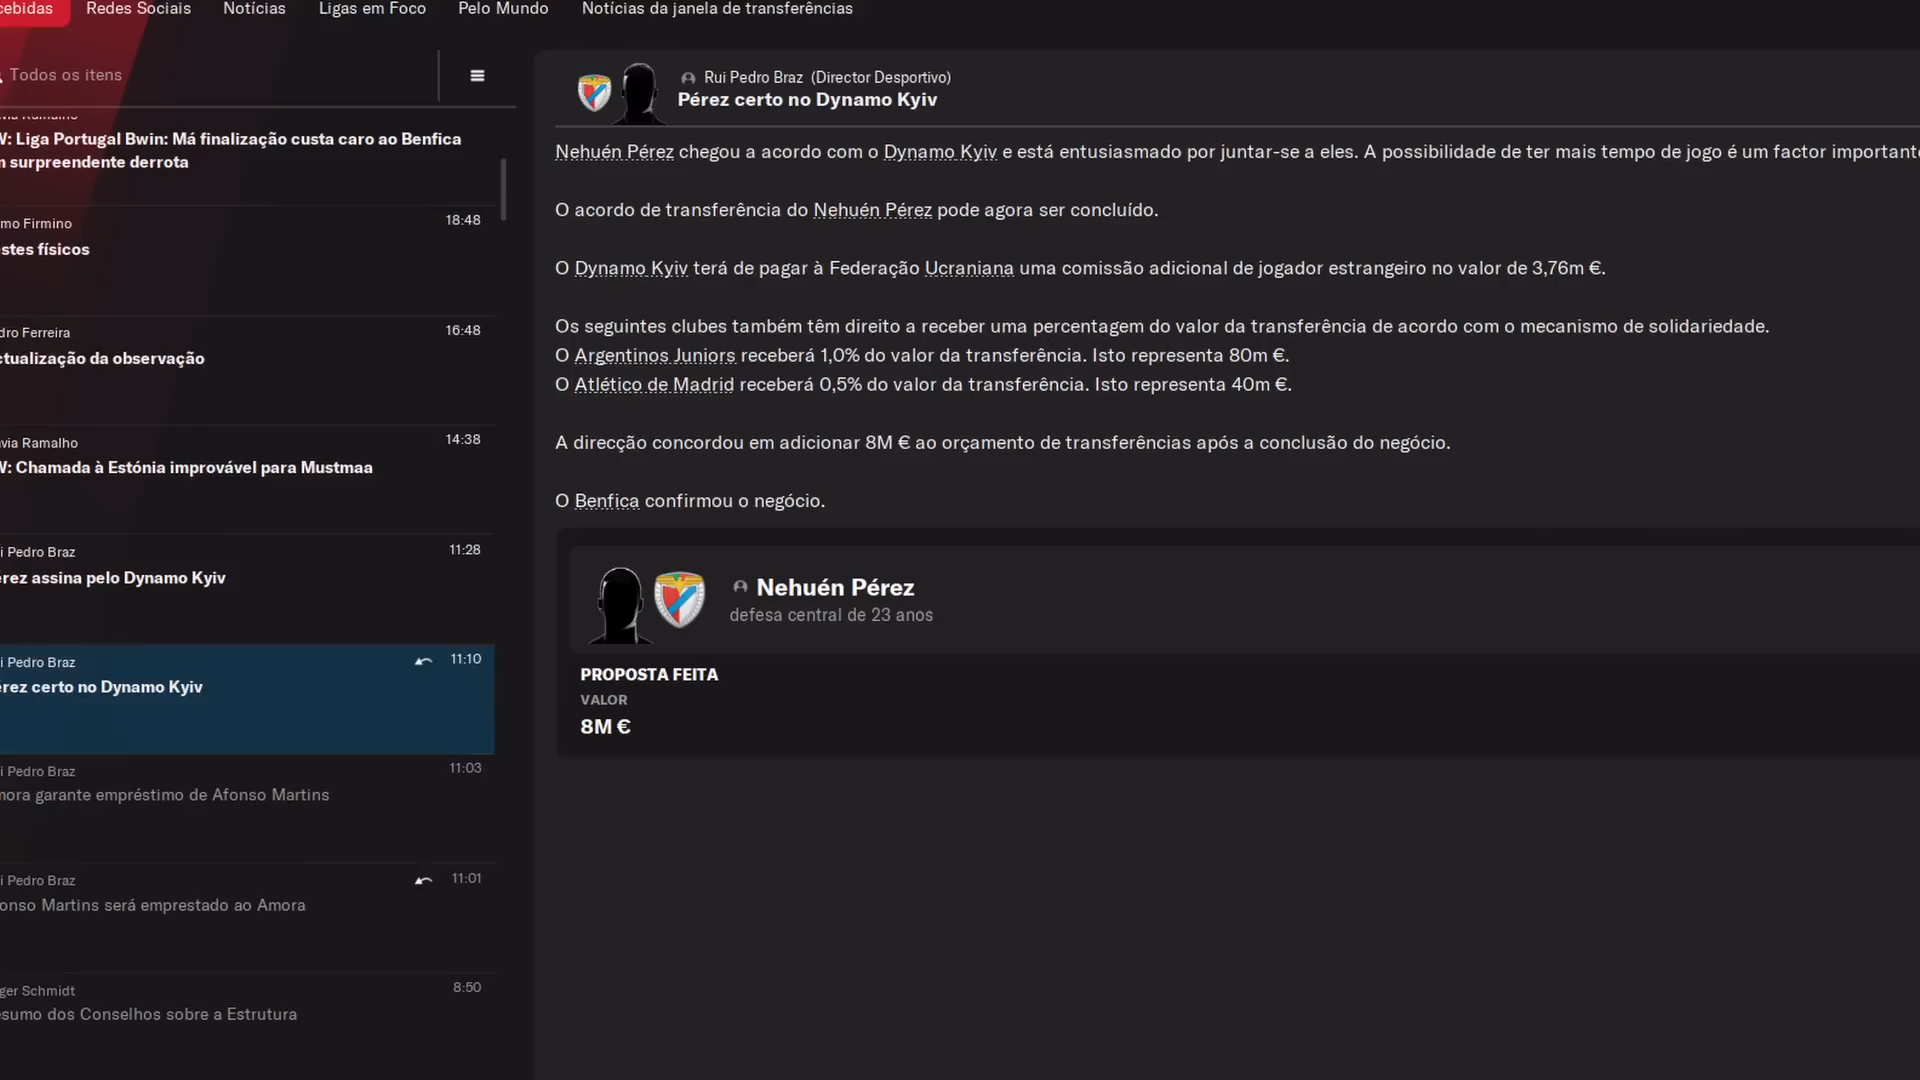 cebidas
Redes Sociais
Notícias
Ligas em Foco
Pelo Mundo
Notícias da janela de transferências
Todos os itens
via Ramalho
V: Liga Portugal Bwin: Má finalização custa caro ao Benfica
m surpreendente derrota
mo Firmino
18:48
stes físicos
dro Ferreira
16:48
ctualização da observação
via Ramalho
14:38
V: Chamada à Estónia improvável para Mustmaa
i Pedro Braz
11:28
érez assina pelo Dynamo Kyiv
i Pedro Braz
11:10
érez certo no Dynamo Kyiv
i Pedro Braz
11:03
mora garante empréstimo de Afonso Martins
i Pedro Braz
11:01
onso Martins será emprestado ao Amora
ger Schmidt
8:50
esumo dos Conselhos sobre a Estrutura
Rui Pedro Braz (Director Desportivo)
Pérez certo no Dynamo Kyiv
Nehuén Pérez chegou a acordo com o Dynamo Kyiv e está entusiasmado por juntar-se a eles. A possibilidade de ter mais tempo de jogo é um factor importante
O acordo de transferência do Nehuén Pérez pode agora ser concluído.
O Dynamo Kyiv terá de pagar à Federação Ucraniana uma comissão adicional de jogador estrangeiro no valor de 3,76m €.
Os seguintes clubes também têm direito a receber uma percentagem do valor da transferência de acordo com o mecanismo de solidariedade.
O Argentinos Juniors receberá 1,0% do valor da transferência. Isto representa 80m €.
O Atlético de Madrid receberá 0,5% do valor da transferência. Isto representa 40m €.
A direcção concordou em adicionar 8M € ao orçamento de transferências após a conclusão do negócio.
O Benfica confirmou o negócio.
Nehuén Pérez
defesa central de 23 anos
PROPOSTA FEITA
VALOR
8M €